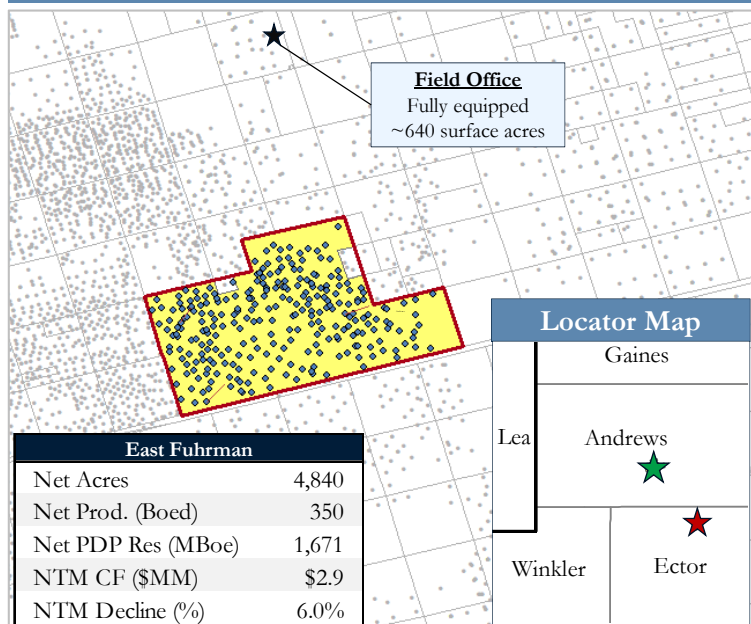 Field Office
Fully equipped
~640 surface acres
Locator Map
Gaines
Lea
Andrews
Winkler
Ector
East Fuhrman
Net Acres 4,840
Net Prod. (Boed) 350
Net PDP Res (MBoe) 1,671
NTM CF ($MM) $2.9
NTM Decline (%) 6.0%